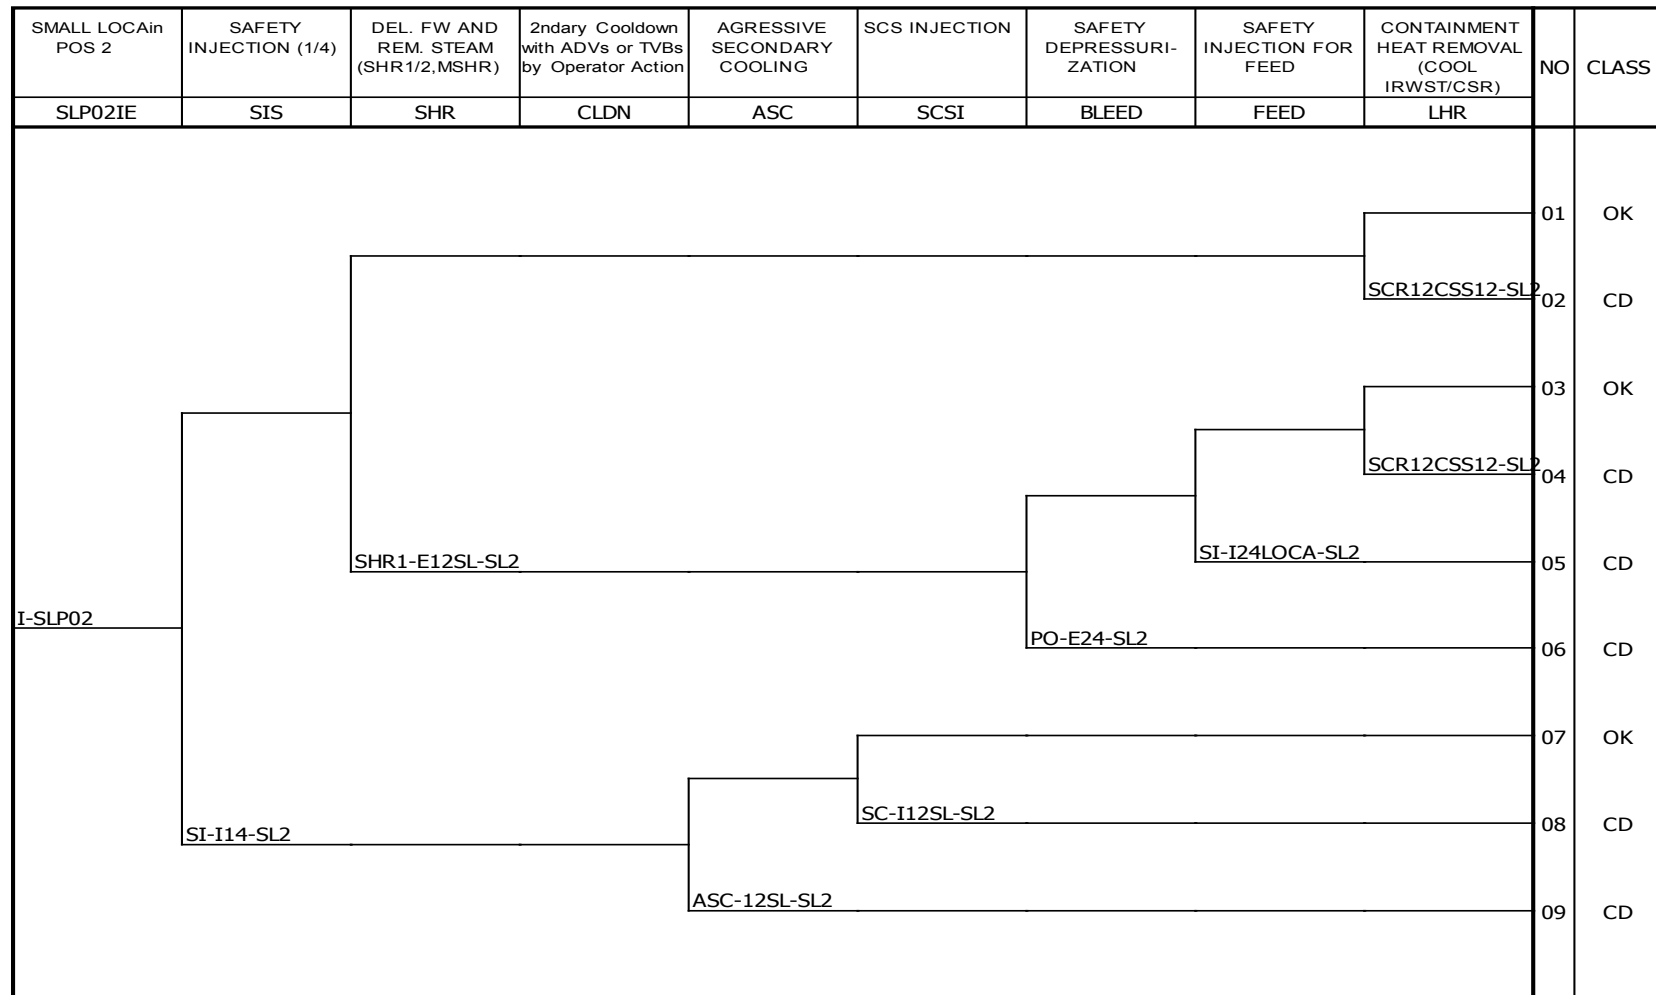 SMALL LOCAin
POS 2
SAFETY
INJECTION (1/4)
DEL. FW AND
REM. STEAM
(SHR1/2,MSHR)
2ndary Cooldown
with ADVs or TVBs
by Operator Action
AGRESSIVE
SECONDARY
COOLING
SCS INJECTION
SAFETY
DEPRESSURI-
ZATION
SAFETY
INJECTION FOR
FEED
CONTAINMENT
HEAT REMOVAL
(COOL
IRWST/CSR)
NO
CLASS
SLP02IE
SIS
SHR
CLDN
ASC
SCSI
BLEED
FEED
LHR
01
OK
SCR12CSS12-SL2
02
CD
03
OK
SCR12CSS12-SL2
04
CD
SHR1-E12SL-SL2
SI-I24LOCA-SL2
05
CD
I-SLP02
PO-E24-SL2
06
CD
07
OK
SC-I12SL-SL2
08
CD
SI-I14-SL2
ASC-12SL-SL2
09
CD